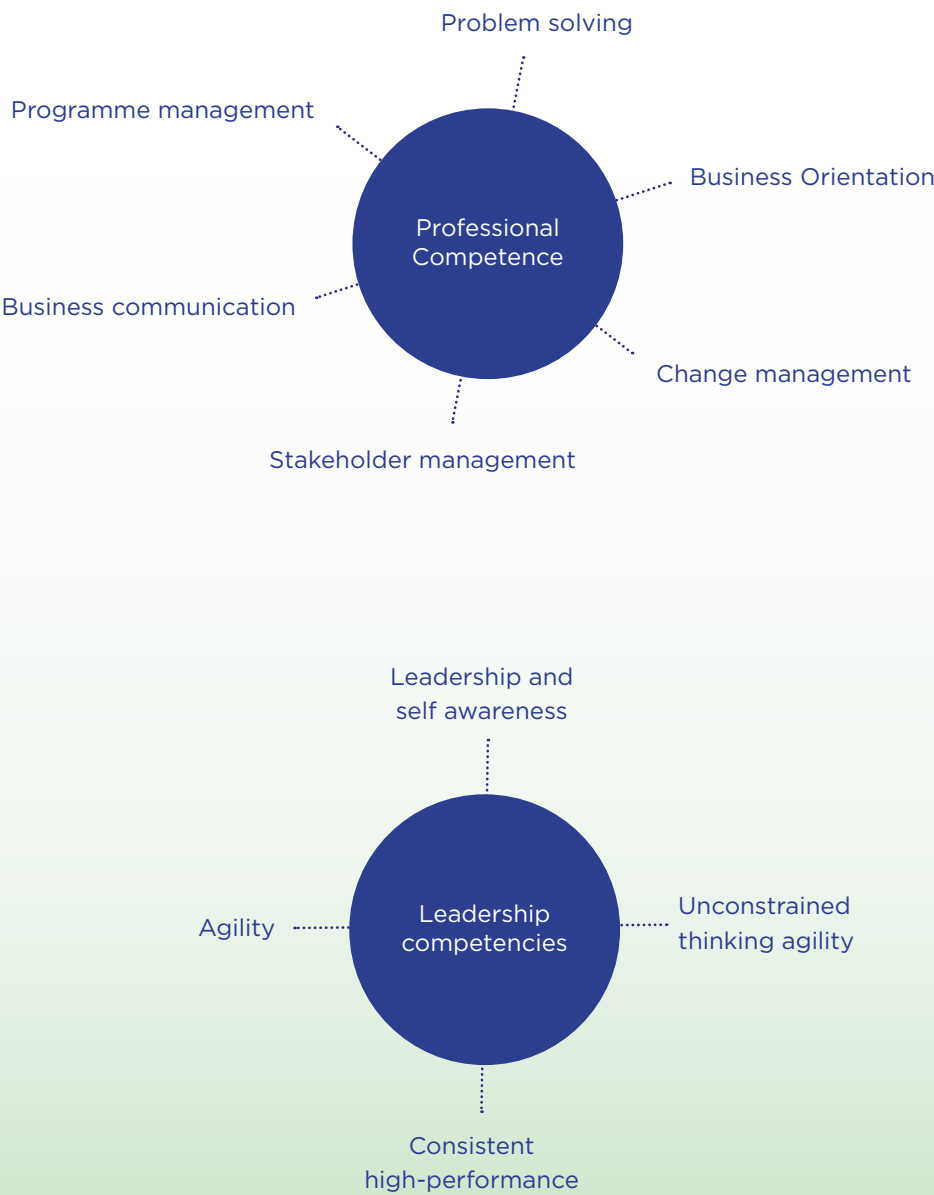 Problem solving
Programme management
Business Orientation
Professional
Competence
Business communication
Change management
Stakeholder management
Leadership and
self awareness
Agility
Leadership
competencies
Unconstrained
thinking agility
Consistent
high-performance